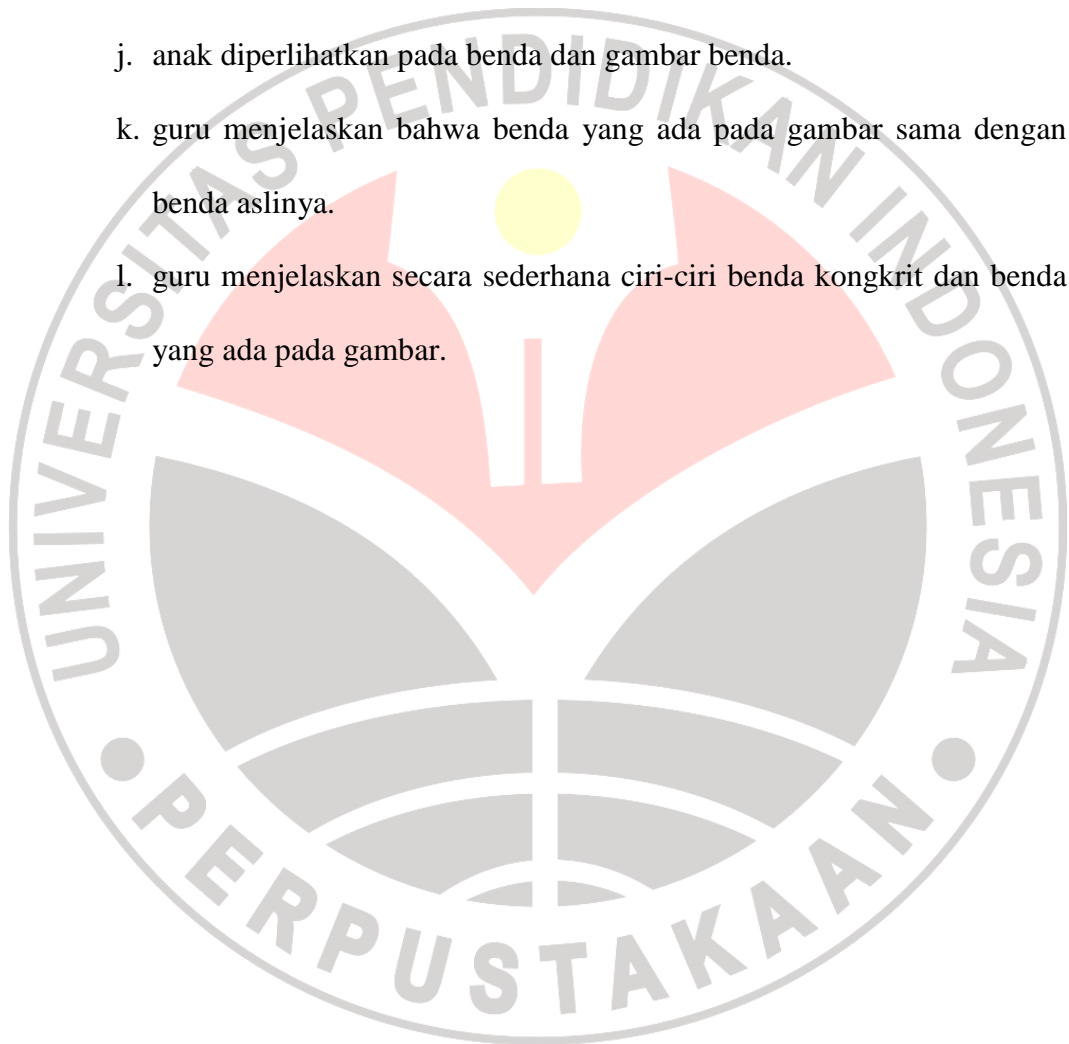 j. anak diperlihatkan pada benda dan gambar benda.
k. guru menjelaskan bahwa benda yang ada pada gambar sama dengan
benda aslinya.
l. guru menjelaskan secara sederhana ciri-ciri benda kongkrit dan benda
yang ada pada gambar.
UNIVERSITAS PENDIDIKAN INDONESIA
PERPUSTAKAAN